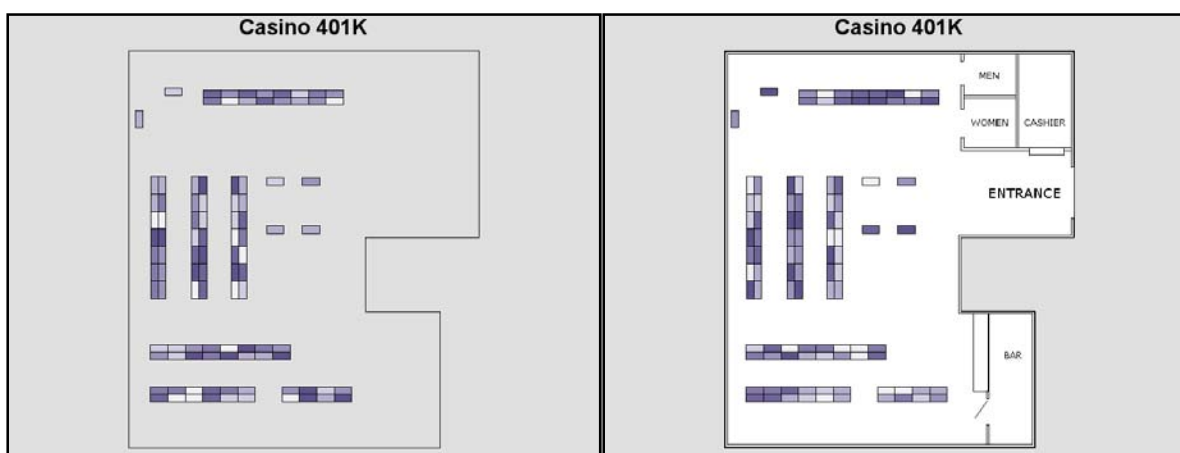 Casino 401K
Casino 401K
MEN
WOMEN
CASHIER
ENTRANCE
BAR